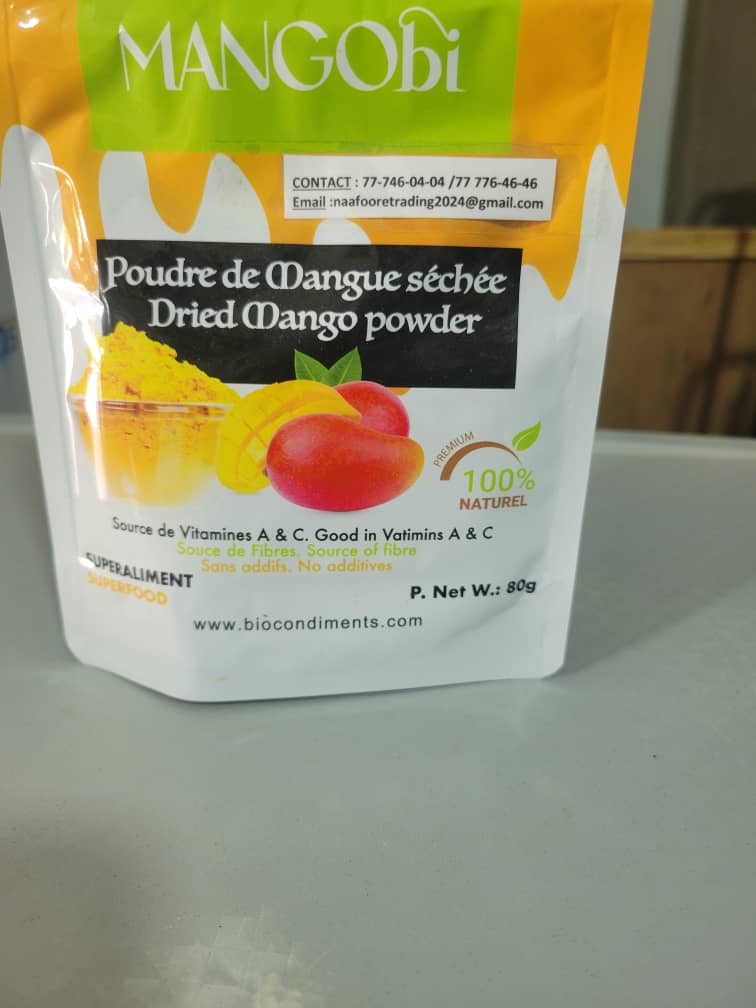 MANGObi
CONTACT : 77-746-04-04 /77 776-46-46
Email :naafooretrading2024@gmail.com
Poudre de Mangue séchée
Dried Mango powder
PREMIUM
100%
NATUREL
Source de Vitamines A & C. Good in Vatimins A & C
Souce de Fibres. Source of fibre
Sans addifs. No additives
SUPERALIMENT
SUPERFOOD
P. Net W.: 80g
www.biocondiments.com